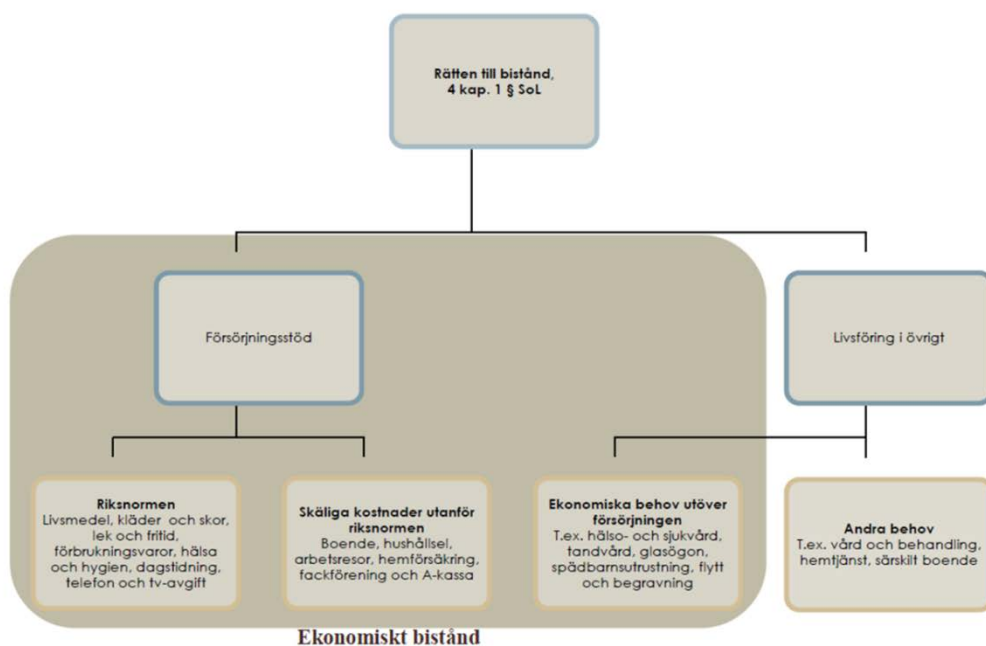 Rätten till bistånd,
4 kap. 1 § SoL
Försörjningsstöd
Livsföring i övrigt
Riksnormen
Livsmedel, kläder och skor,
lek och fritid,
förbrukningsvaror, hälsa
och hygien, dagstidning,
telefon och tv-avgift
Skäliga kostnader utanför
riksnormen
Boende, hushållsel,
arbetsresor, hemförsäkring,
fackförening och A-kassa
Ekonomiska behov utöver
försörjningen
T.ex. hälso- och sjukvård,
tandvård, glasögon,
spädbarnsutrustning, flytt
och begravning
Andra behov
T.ex. vård och behandling,
hemtjänst, särskilt boende
Ekonomiskt bistånd